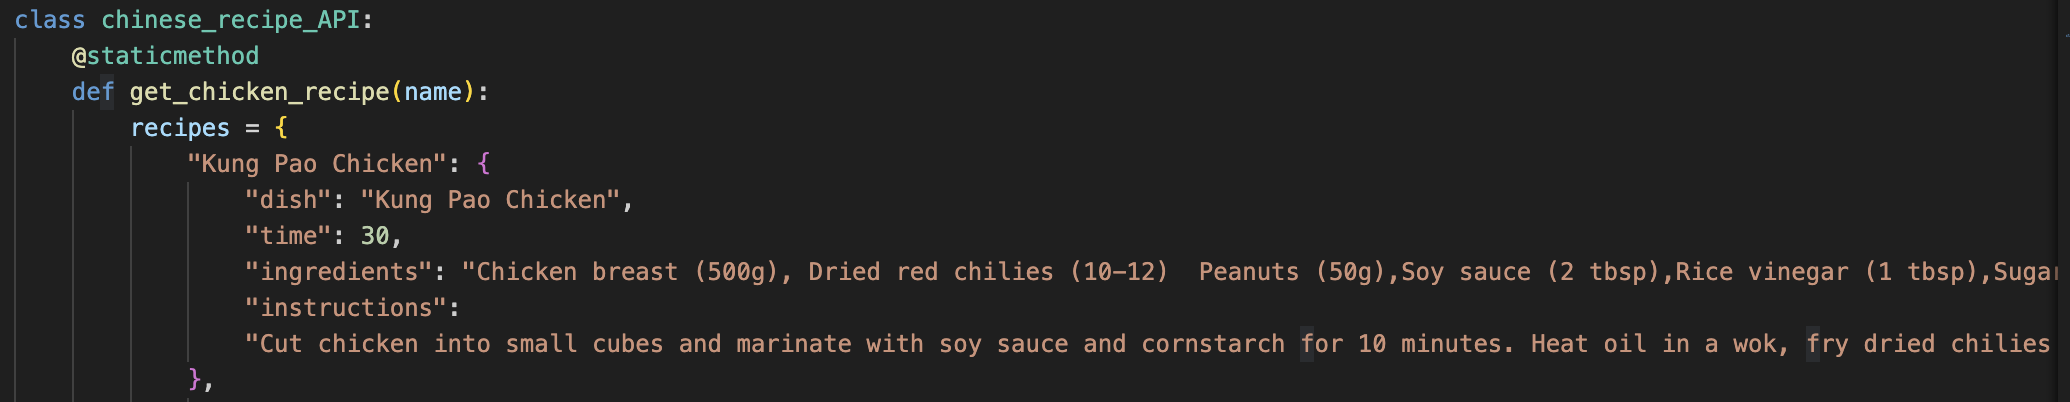 class chinese_recipe_API:
@staticmethod
def get_chicken_recipe(name):
recipes = {
"Kung Pao Chicken": {
"dish": "Kung Pao Chicken",
"time": 30,
"ingredients": "Chicken breast (500g), Dried red chilies (10-12)  Peanuts (50g),Soy sauce (2 tbsp),Rice vinegar (1 tbsp),Sugar
"instructions":
"Cut chicken into small cubes and marinate with soy sauce and cornstarch for 10 minutes. Heat oil in a wok, fry dried chilies
},